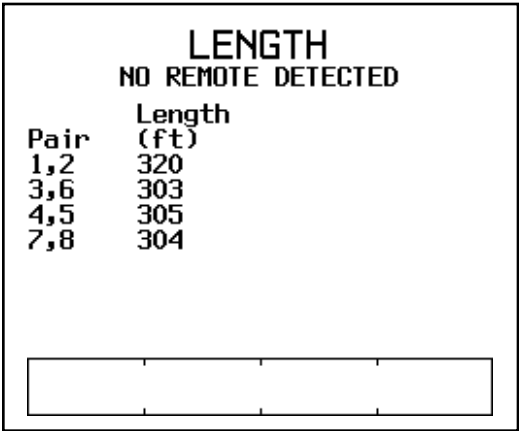 LENGTH
NO REMOTE DETECTED
Length
Pair (ft)
1,2 320
3,6 303
4,5 305
7,8 304